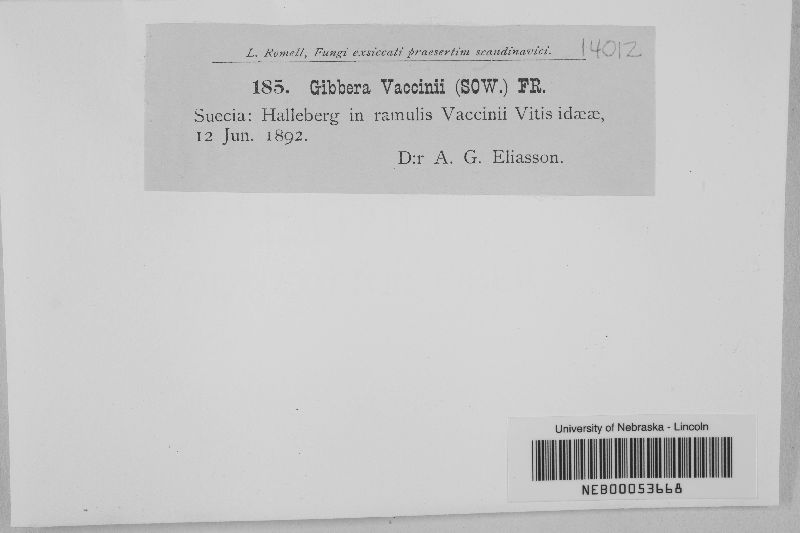 L. Romell, Fungi exsiccati praesertim scandinavici. 14012
185. Gibbera Vaccinii (SOW.) FR.
Suecia: Halleberg in ramulis Vaccinii Vitis idææ,
12 Jun. 1892.
D:r A. G. Eliasson.
University of Nebraska - Lincoln
NEB00053668